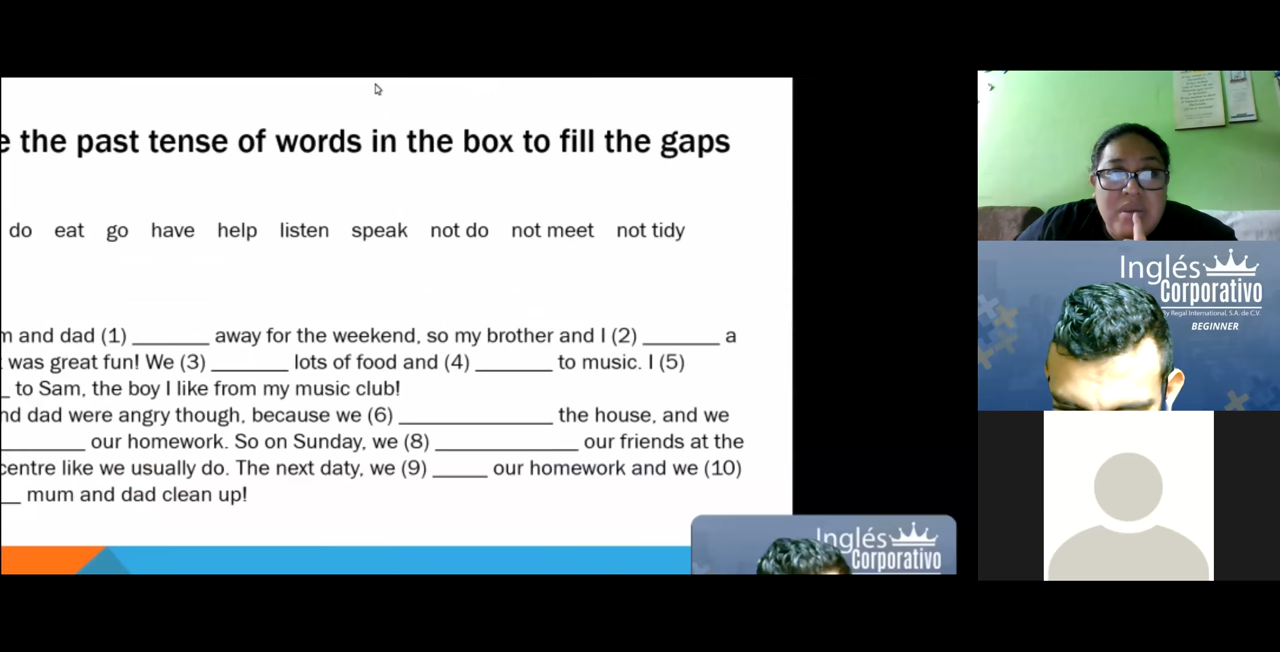 e the past tense of words in the box to fill the gaps
do eat go have help listen speak not do not meet not tidy
m and dad (1) _______ away for the weekend, so my brother and I (2) _______ a
was great fun! We (3) _______ lots of food and (4) _______ to music. I (5)
_ to Sam, the boy I like from my music club!
nd dad were angry though, because we (6) ______________ the house, and we
________ our homework. So on Sunday, we (8) _____________ our friends at the
centre like we usually do. The next daty, we (9) _____ our homework and we (10)
__ mum and dad clean up!
Inglés
Corporativo
Inglés
Corporativo
By Regal International, S.A. de C.V.
BEGINNER